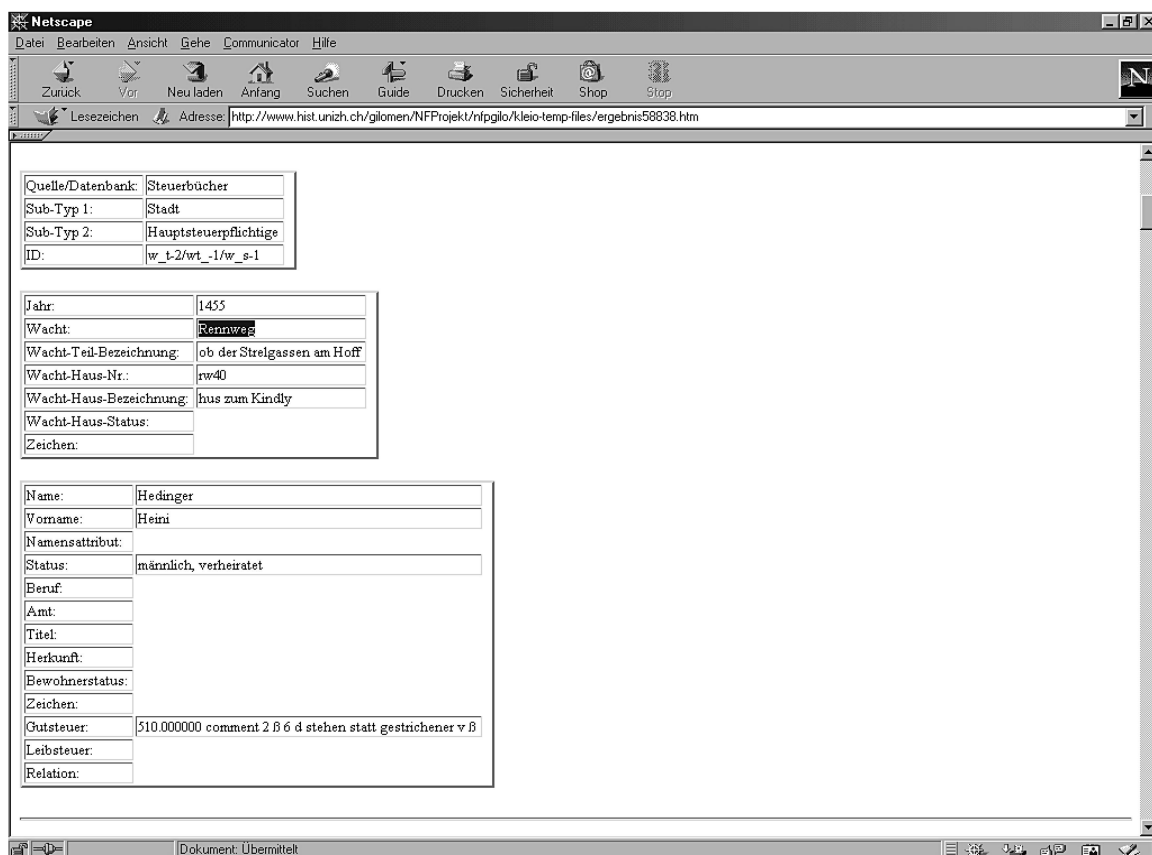 Netscape
Datei Bearbeiten Ansicht Gehe Communicator Hilfe
Zurück Vor Neu laden Anfang Suchen Guide Drucken Sicherheit Shop Stop
N
Lesezeichen Adresse: http://www.hist.unizh.ch/gilomen/NFProjekt/nfpgilo/kleio-temp-files/ergebnis58838.htm
Quelle/Datenbank: Steuerbücher
Sub-Typ 1: Stadt
Sub-Typ 2: Hauptsteuerpflichtige
ID: w_t-2/wt_-1/w_s-1
Jahr: 1455
Wacht: Rennweg
Wacht-Teil-Bezeichnung: ob der Strelgassen am Hoff
Wacht-Haus-Nr.: rw40
Wacht-Haus-Bezeichnung: hus zum Kindly
Wacht-Haus-Status:
Zeichen:
Name: Hedinger
Vorname: Heini
Namensattribut:
Status: männlich, verheiratet
Beruf:
Amt:
Titel:
Herkunft:
Bewohnerstatus:
Zeichen:
Gutsteuer: 510.000000 comment 2 ß 6 d stehen statt gestrichener v ß
Leibsteuer:
Relation:
Dokument: Übermittelt